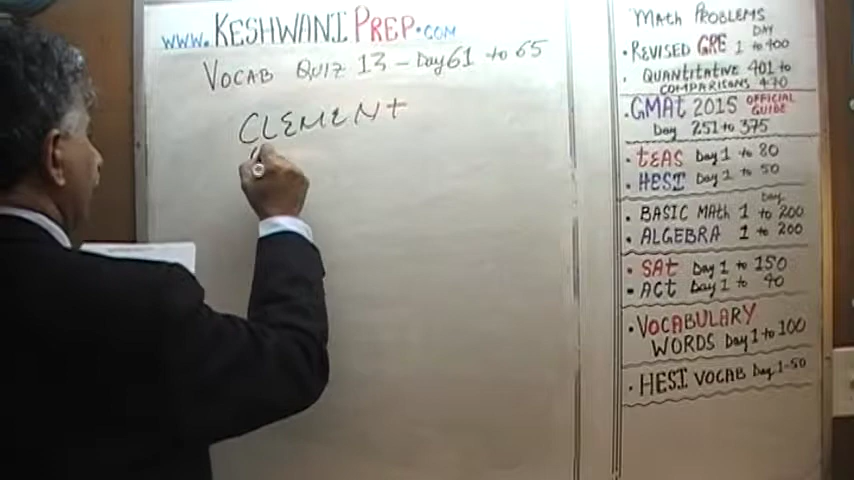 www.KESHWANIPREP.COM
VOCAB QUIZ 13 - Day 61 to 65
CLEMENT
MATH PROBLEMS
DAY
• REVISED GRE 1 to 400
• QUANTITATIVE 401 to
COMPARISONS 470
• GMAT 2015 OFFICIAL GUIDE
Day 251 to 375
• TEAS Day 1 to 80
• HESI Day 1 to 50
Day
• BASIC MATH 1 to 200
• ALGEBRA 1 to 200
• SAT Day 1 to 150
• ACT Day 1 to 40
• VOCABULARY
WORDS Day 1 to 100
• HESI VOCAB Day 1-50